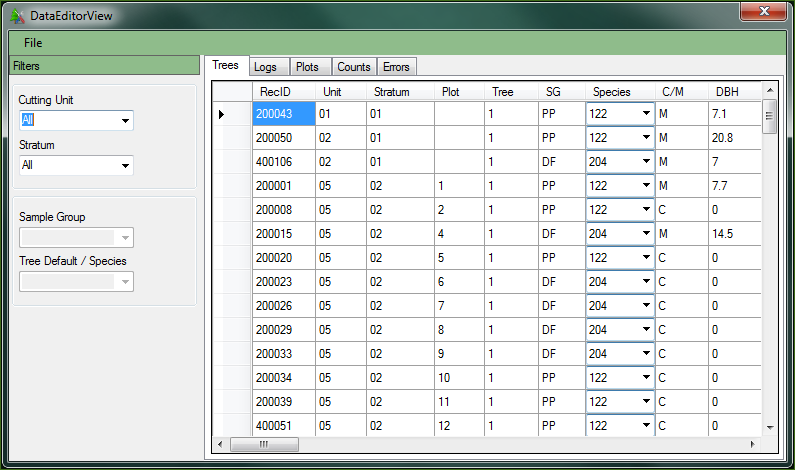 DataEditorView
File
Filters
Cutting Unit
All
Stratum
All
Sample Group
Tree Default / Species
Trees Logs Plots Counts Errors
RecID Unit Stratum Plot Tree SG Species C/M DBH
200043 01 01 1 PP 122 M 7.1
200050 02 01 1 PP 122 M 20.8
400106 02 01 1 DF 204 M 7
200001 05 02 1 1 PP 122 M 7.7
200008 05 02 2 1 PP 122 C 0
200015 05 02 4 1 DF 204 M 14.5
200020 05 02 5 1 PP 122 C 0
200023 05 02 6 1 DF 204 C 0
200026 05 02 7 1 DF 204 C 0
200029 05 02 8 1 DF 204 C 0
200033 05 02 9 1 DF 204 C 0
200034 05 02 10 1 PP 122 C 0
200039 05 02 11 1 PP 122 C 0
400051 05 02 12 1 PP 122 C 0